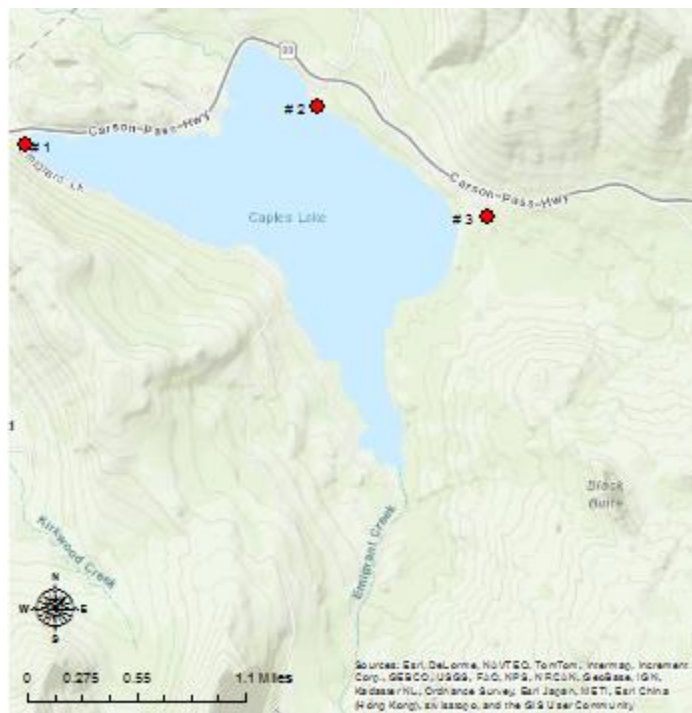 88
Carson-Pass-Hwy
# 2
# 1
Carson-Pass-Hwy
Caples Lake
# 3
Black
Butte
Emigrant Creek
Kirkwood Creek
N
W E
S
0 0.275 0.55 1.1 Miles
Sources: Esri, DeLorme, NAVTEQ, TomTom, Intermap, Increment
Corp., GEBCO, USGS, FAO, NPS, NRCAN, GeoBase, IGN,
Kadaster NL, Ordnance Survey, Esri Japan, METI, Esri China
(Hong Kong), swisstopo, and the GIS User Community